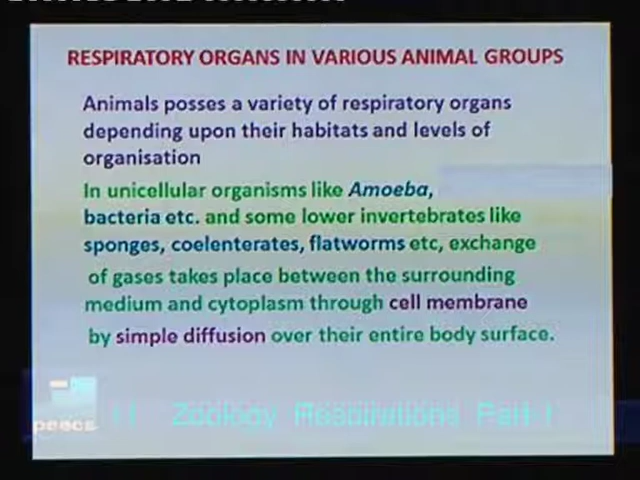 RESPIRATORY ORGANS IN VARIOUS ANIMAL GROUPS
Animals posses a variety of respiratory organs
depending upon their habitats and levels of
organisation
In unicellular organisms like Amoeba,
bacteria etc. and some lower invertebrates like
sponges, coelenterates, flatworms etc, exchange
of gases takes place between the surrounding
medium and cytoplasm through cell membrane
by simple diffusion over their entire body surface.
11 Zoology Respirations Part-1